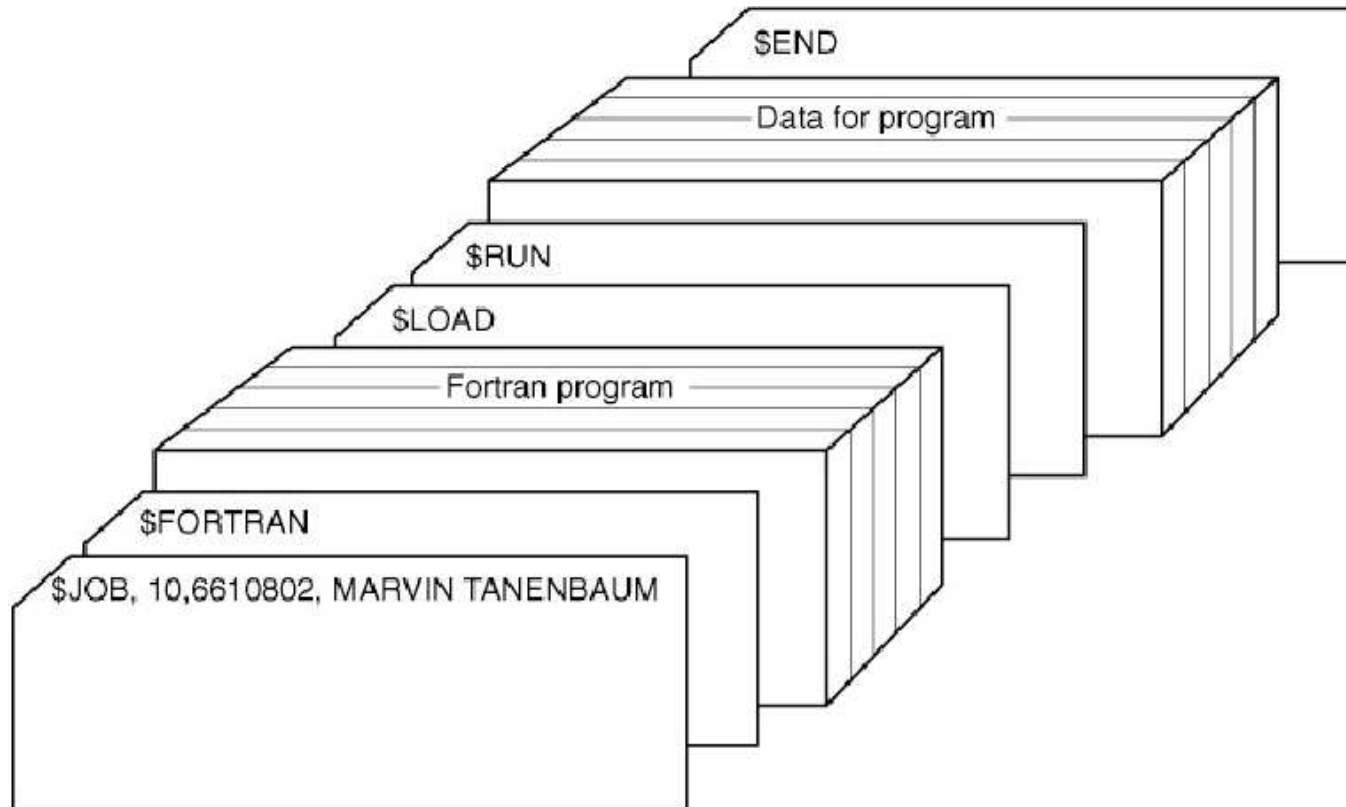 $END
Data for program
$RUN
$LOAD
Fortran program
$FORTRAN
$JOB, 10,6610802, MARVIN TANENBAUM